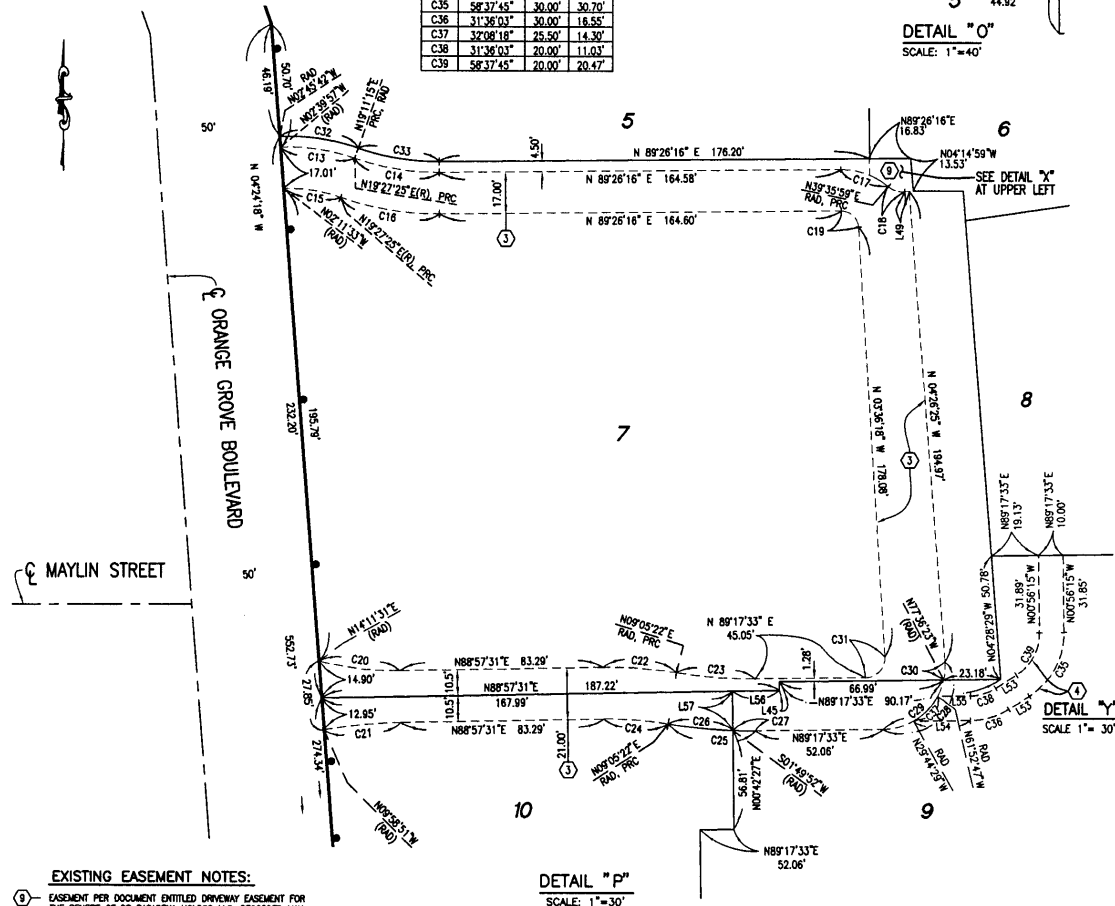 C35 58°37'45" 30.00' 30.70'
C36 31°36'03" 30.00' 16.55'
C37 32°08'18" 25.50' 14.30'
C38 31°36'03" 20.00' 11.03'
C39 58°37'45" 20.00' 20.47'
44.92
DETAIL "O"
SCALE: 1"=40'
50.70'
46.19'
RAD
N02°45'42"W
N02°39'57"W
(RAD)
N19°11'15"E
PRC, RAD
50'
5
6
N89°26'16"E
16.83'
N04°14'59"W
13.53'
C32
C33
4.50'
N 89°26'16" E 176.20'
9
SEE DETAIL "X"
AT UPPER LEFT
C13
C14
17.01'
N 89°26'16" E 164.58'
C17
N 04°24'18" W
N19°27'25"E(R), PRC
17.00'
N39°35'59"E
RAD, PRC
C18
L49
C15
C16
N 89°26'16" E 164.60'
C19
N02°11'33"W
(RAD)
N19°27'25"E(R), PRC
3
℄ ORANGE GROVE BOULEVARD
195.79'
232.20'
7
8
N 03°36'18" W 178.08'
N 04°26'25" W 194.97'
3
N89°17'33"E
19.13'
N89°17'33"E
10.00'
℄ MAYLIN STREET
50'
N04°28'29"W 50.78'
31.89'
N00°56'15"W
N00°56'15"W
31.85'
N14°11'31"E
(RAD)
N09°05'22"E
RAD, PRC
N 89°17'33" E
45.05'
C31
N77°36'23"W
(RAD)
552.73'
C20
N88°57'31"E 83.29'
C22
C23
1.28'
C30
23.18'
C39
C35
14.90'
10.5'
N88°57'31"E 187.22'
167.99'
L56
66.99'
27.85'
12.95'
10.5'
L57
L45
N89°17'33"E 90.17'
C29
C37
C28
L55
C38
L53
4
C21
N88°57'31"E 83.29'
C24
C26
C27
C25
N89°17'33"E
52.06'
L54
C36
L53
DETAIL "Y"
SCALE 1"= 30'
21.00'
3
N09°05'22"E
RAD, PRC
S01°49'52"W
(RAD)
RAD
N29°44'29"W
RAD
N61°52'47"W
274.34'
N09°58'51"W
(RAD)
56.81'
N00°42'27"E
10
9
N89°17'33"E
52.06'
EXISTING EASEMENT NOTES:
9 EASEMENT PER DOCUMENT ENTITLED DRIVEWAY EASEMENT FOR
DETAIL "P"
SCALE: 1"=30'